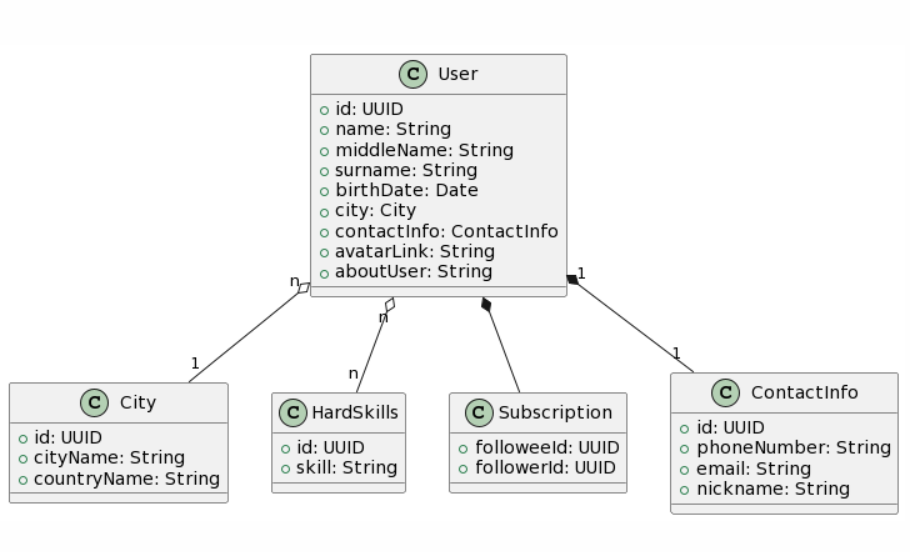 C User
id: UUID
name: String
middleName: String
surname: String
birthDate: Date
city: City
contactInfo: ContactInfo
avatarLink: String
aboutUser: String
n
n
1
1
n
1
C City
id: UUID
cityName: String
countryName: String
C HardSkills
id: UUID
skill: String
C Subscription
followeeId: UUID
followerId: UUID
C ContactInfo
id: UUID
phoneNumber: String
email: String
nickname: String